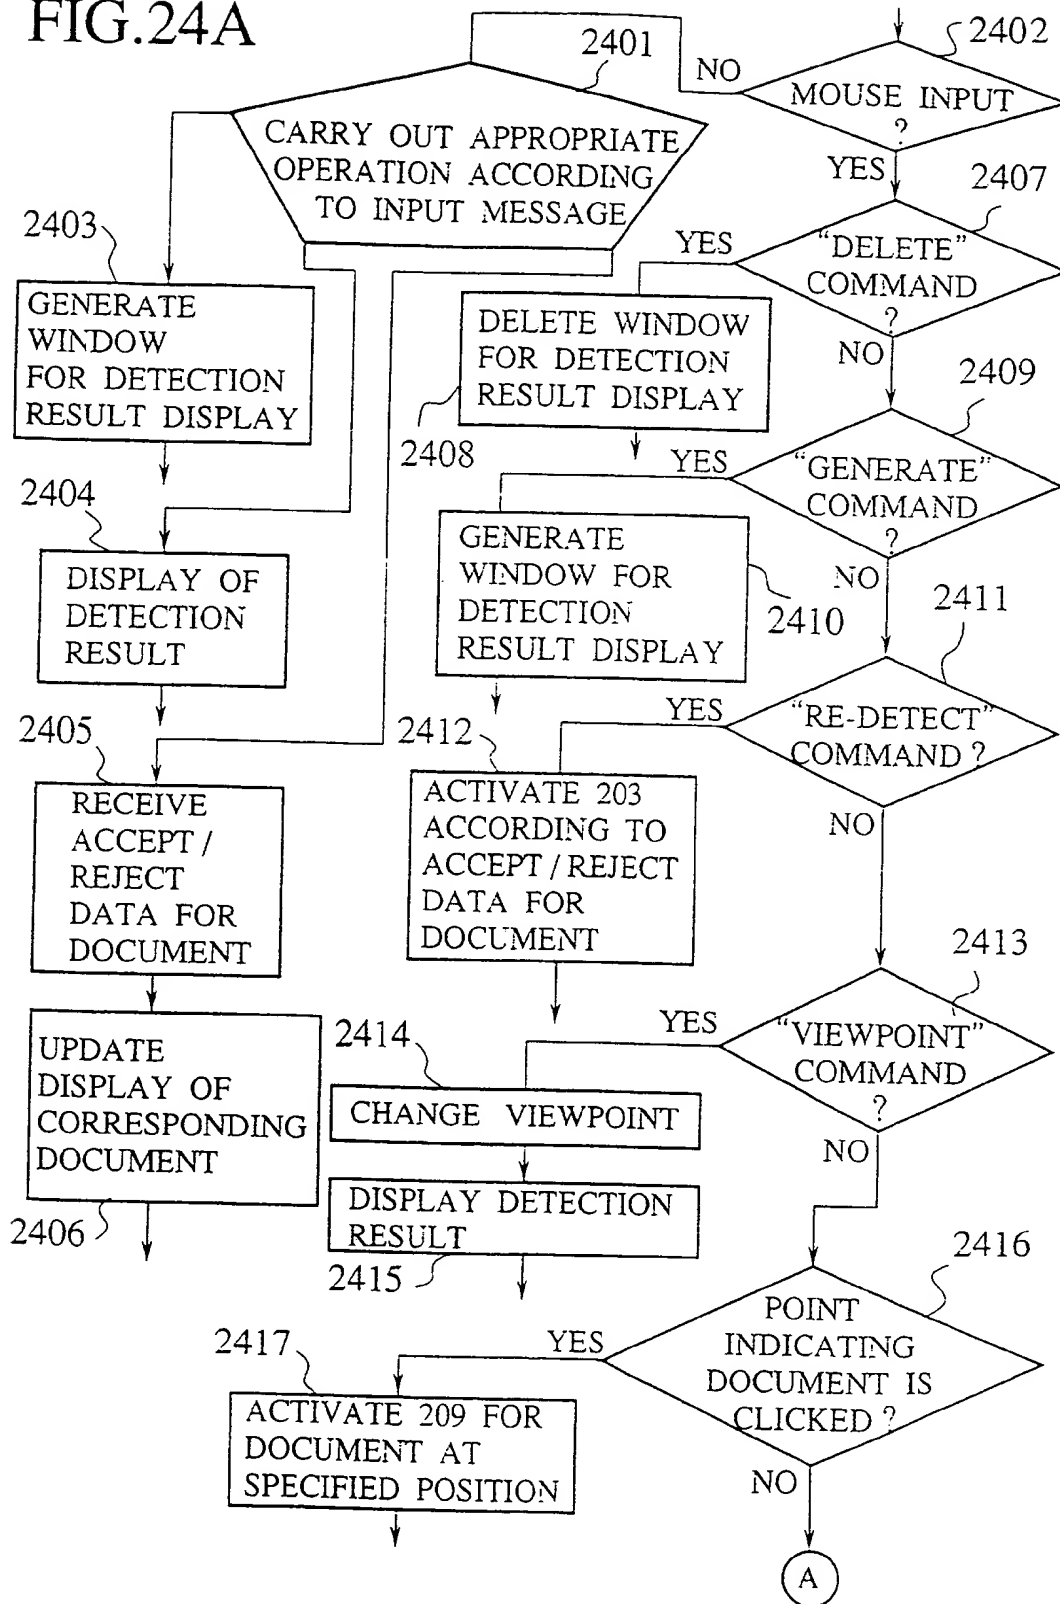 FIG.24A
2401
2402
NO
MOUSE INPUT
?
YES
CARRY OUT APPROPRIATE
OPERATION ACCORDING
TO INPUT MESSAGE
2407
YES
"DELETE"
COMMAND
?
NO
2403
GENERATE
WINDOW
FOR DETECTION
RESULT DISPLAY
DELETE WINDOW
FOR DETECTION
RESULT DISPLAY
2408
2409
YES
"GENERATE"
COMMAND
?
NO
2404
DISPLAY OF
DETECTION
RESULT
GENERATE
WINDOW FOR
DETECTION
RESULT DISPLAY
2410
2411
YES
"RE-DETECT"
COMMAND ?
NO
2405
RECEIVE
ACCEPT /
REJECT
DATA FOR
DOCUMENT
2412
ACTIVATE 203
ACCORDING TO
ACCEPT / REJECT
DATA FOR
DOCUMENT
2413
YES
"VIEWPOINT"
COMMAND
?
NO
UPDATE
DISPLAY OF
CORRESPONDING
DOCUMENT
2406
2414
CHANGE VIEWPOINT
DISPLAY DETECTION
RESULT
2415
2416
YES
POINT
INDICATING
DOCUMENT IS
CLICKED ?
NO
2417
ACTIVATE 209 FOR
DOCUMENT AT
SPECIFIED POSITION
A